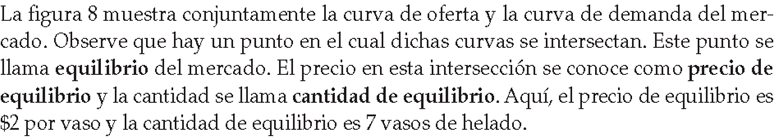 La figura 8 muestra conjuntamente la curva de oferta y la curva de demanda del mer-
cado. Observe que hay un punto en el cual dichas curvas se intersectan. Este punto se
llama equilibrio del mercado. El precio en esta intersección se conoce como precio de
equilibrio y la cantidad se llama cantidad de equilibrio. Aquí, el precio de equilibrio es
$2 por vaso y la cantidad de equilibrio es 7 vasos de helado.